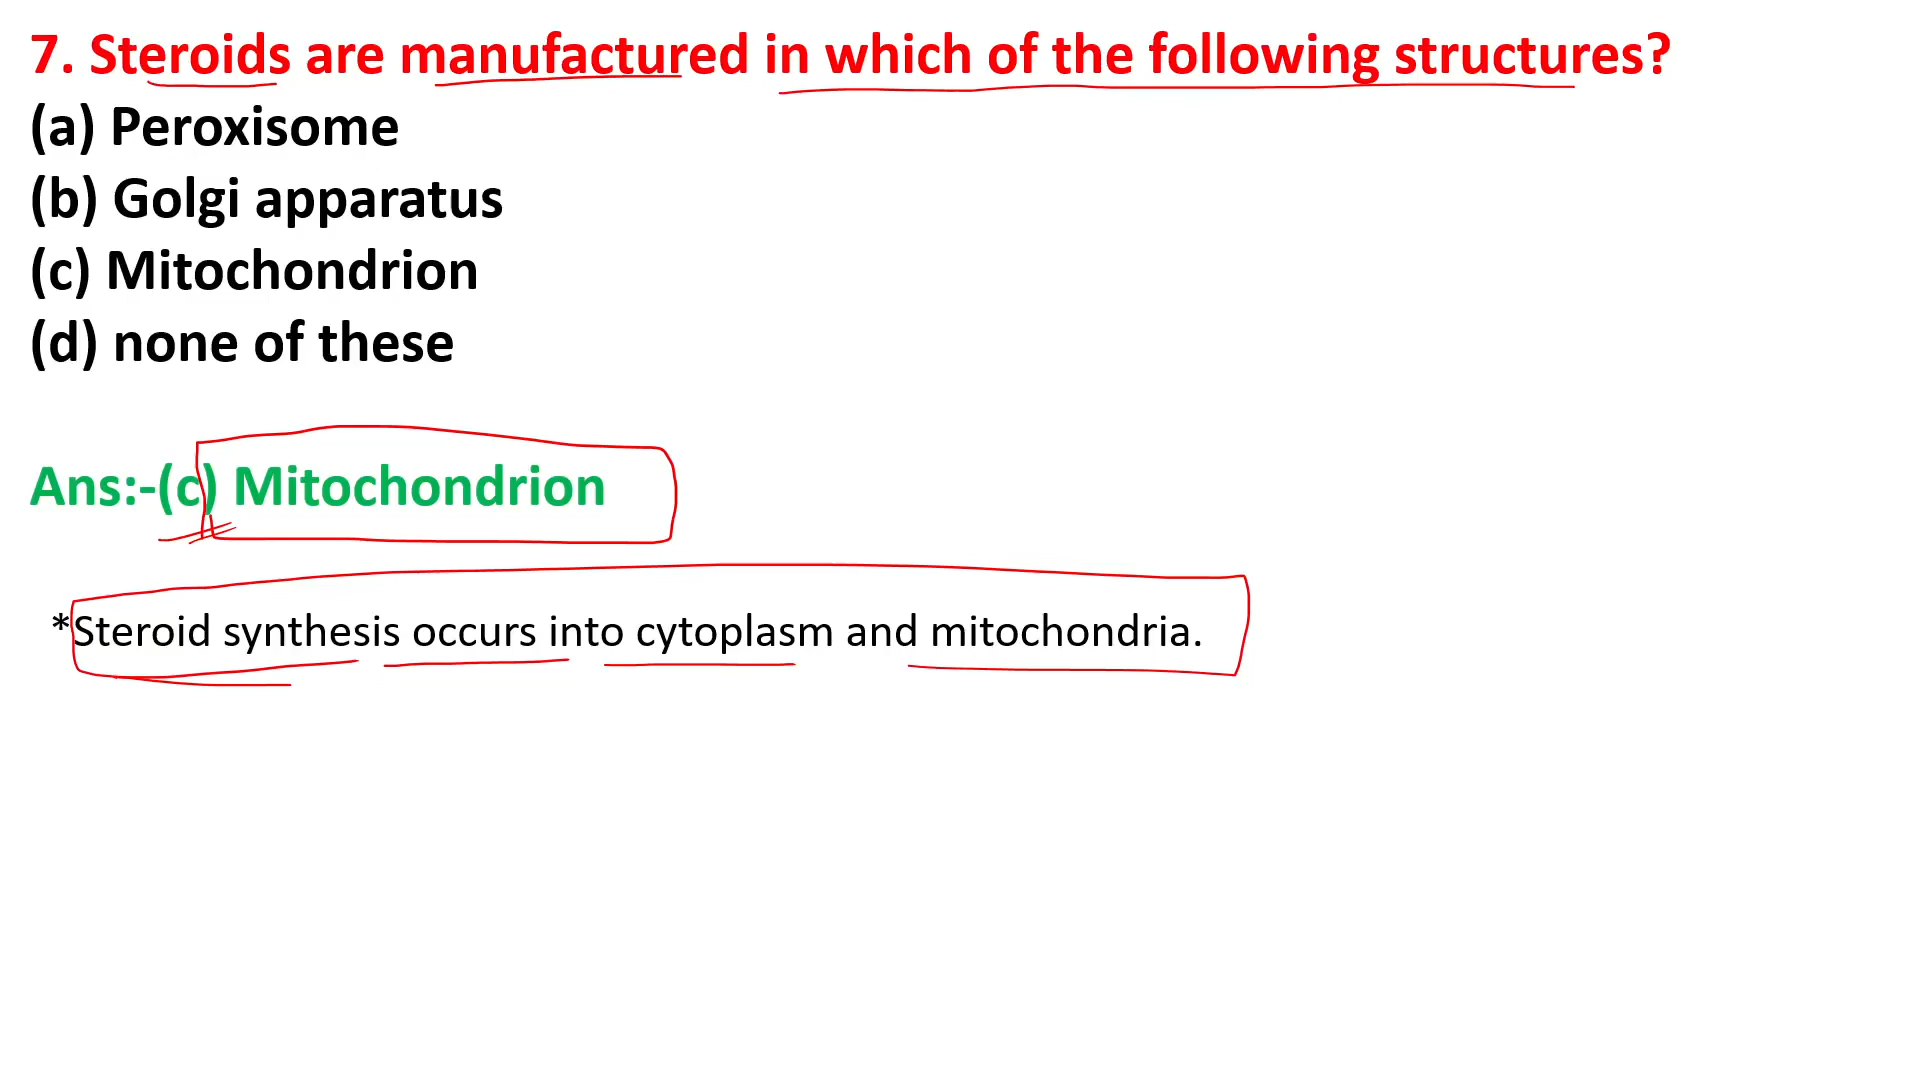 7. Steroids are manufactured in which of the following structures?
(a) Peroxisome
(b) Golgi apparatus
(c) Mitochondrion
(d) none of these
Ans:-(c) Mitochondrion
*Steroid synthesis occurs into cytoplasm and mitochondria.